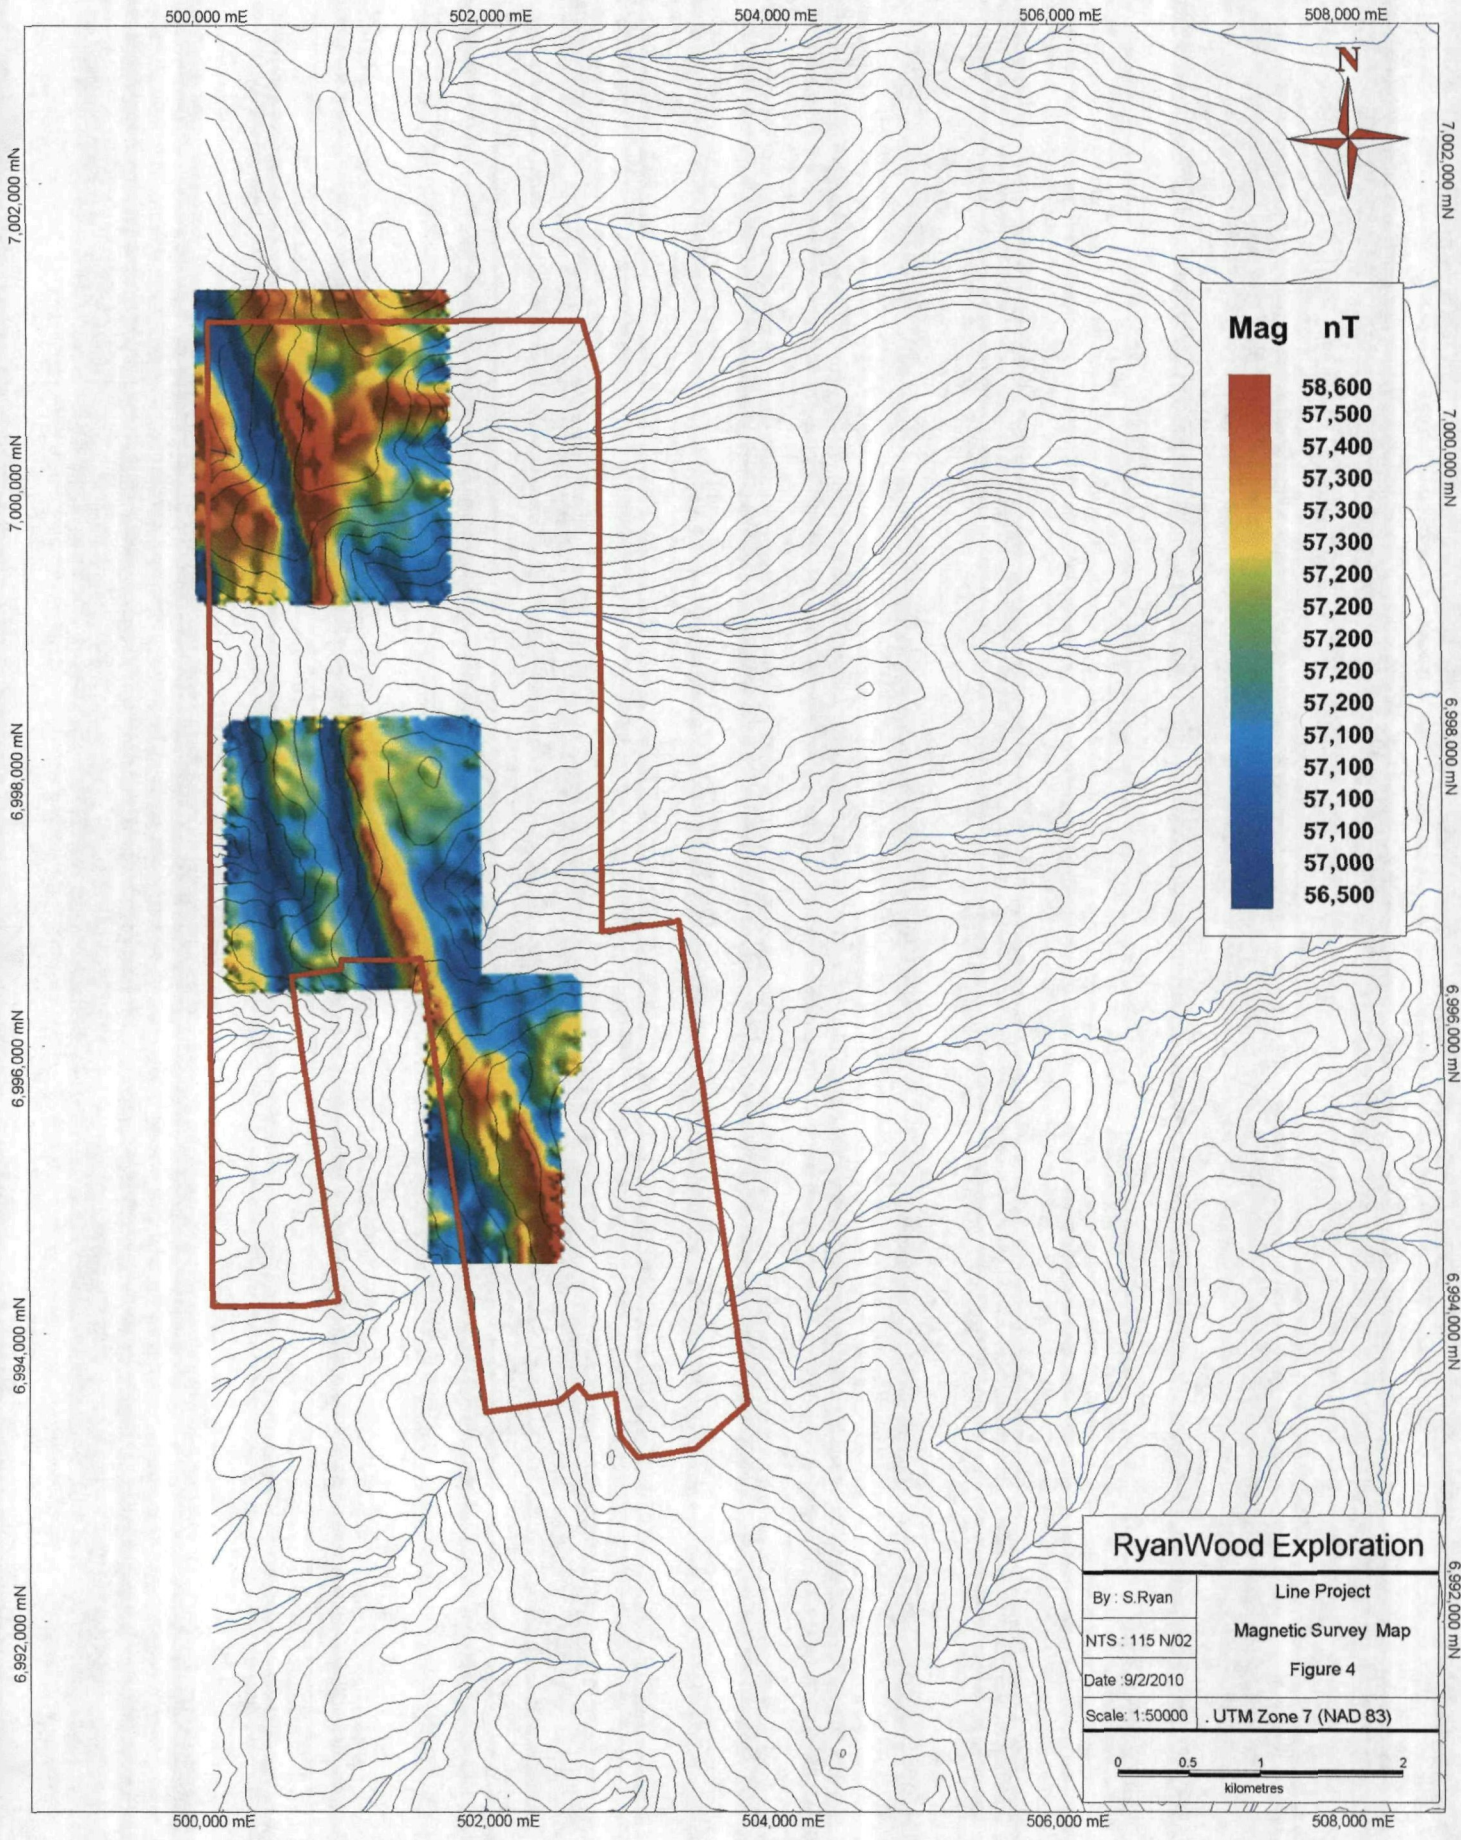 500,000 mE 502,000 mE 504,000 mE 506,000 mE 508,000 mE
N
7,002,000 mN
7,000,000 mN
6,998,000 mN
6,996,000 mN
6,994,000 mN
6,992,000 mN
7,002,000 mN
7,000,000 mN
6,998,000 mN
6,996,000 mN
6,994,000 mN
6,992,000 mN
Mag nT
58,600
57,500
57,400
57,300
57,300
57,300
57,200
57,200
57,200
57,200
57,200
57,100
57,100
57,100
57,100
57,000
56,500
RyanWood Exploration
By : S.Ryan
NTS : 115 N/02
Date :9/2/2010
Scale: 1:50000
Line Project
Magnetic Survey Map
Figure 4
. UTM Zone 7 (NAD 83)
0 0.5 1 2
kilometres
500,000 mE 502,000 mE 504,000 mE 506,000 mE 508,000 mE